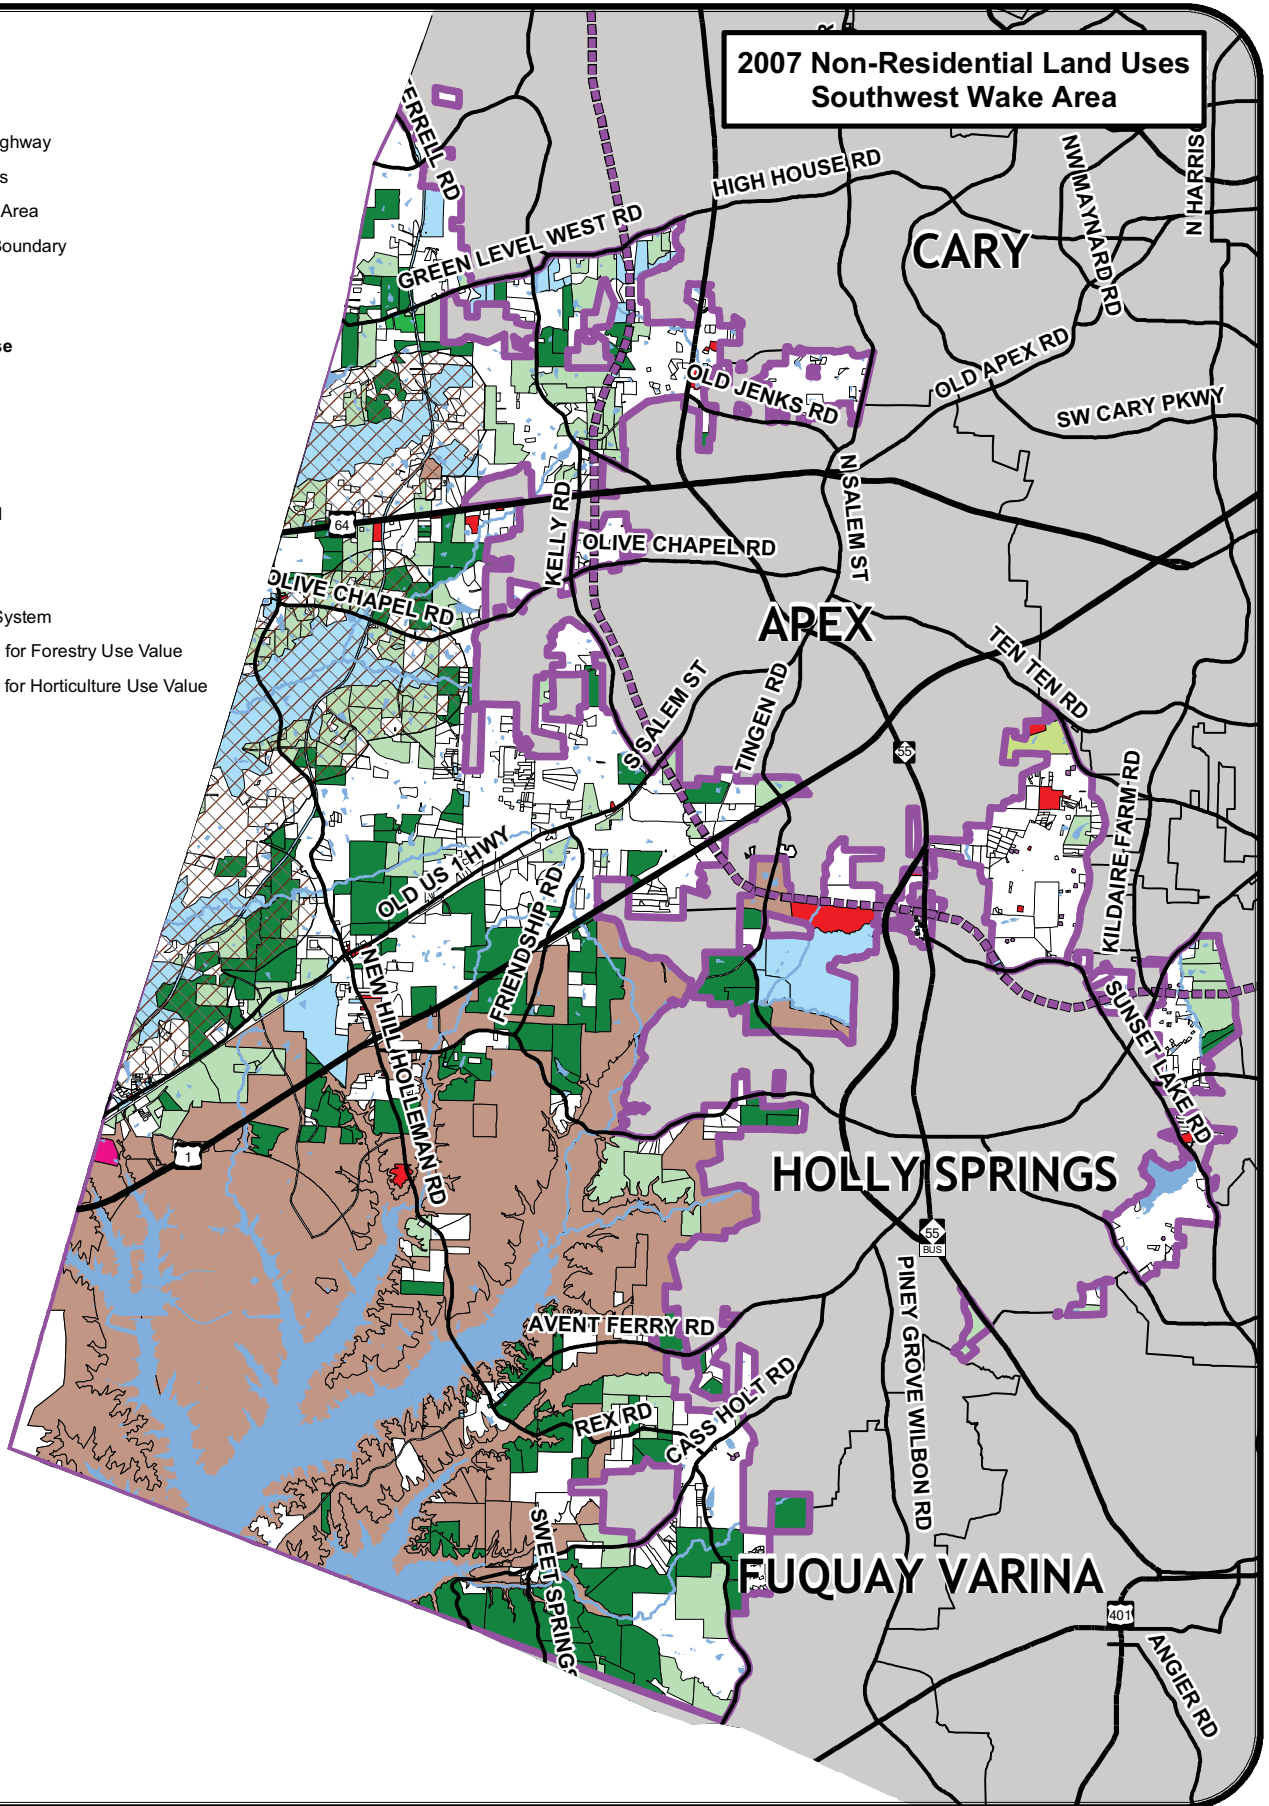 2007 Non-Residential Land Uses
Southwest Wake Area
ghway
s
Area
Boundary
se
l
System
for Forestry Use Value
for Horticulture Use Value
FERRELL RD
HIGH HOUSE RD
NW MAYNARD RD
N HARRIS
GREEN LEVEL WEST RD
CARY
OLD JENKS RD
OLD APEX RD
SW CARY PKWY
64
KELLY RD
N SALEM ST
OLIVE CHAPEL RD
OLIVE CHAPEL RD
APEX
TEN TEN RD
S SALEM ST
TINGEN RD
55
KILDAIRE FARM RD
OLD US 1 HWY
FRIENDSHIP RD
NEW HILL HOLLEMAN RD
SUNSET LAKE RD
1
HOLLY SPRINGS
55
BUS
PINEY GROVE WILBON RD
AVENT FERRY RD
REX RD
CASS HOLT RD
SWEET SPRINGS
FUQUAY VARINA
401
ANGIER RD